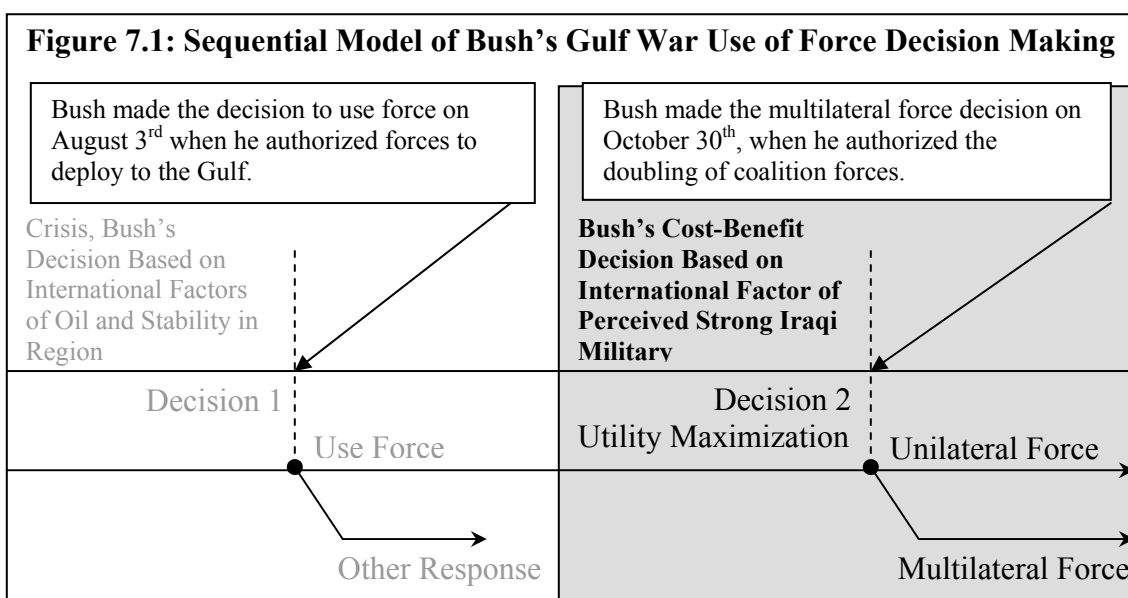 Figure 7.1: Sequential Model of Bush's Gulf War Use of Force Decision Making
Bush made the decision to use force on
August 3rd when he authorized forces to
deploy to the Gulf.
Bush made the multilateral force decision on
October 30th, when he authorized the
doubling of coalition forces.
Crisis, Bush's
Decision Based on
International Factors
of Oil and Stability in
Region
Bush's Cost-Benefit
Decision Based on
International Factor of
Perceived Strong Iraqi
Military
Decision 1
Use Force
Other Response
Decision 2
Utility Maximization
Unilateral Force
Multilateral Force